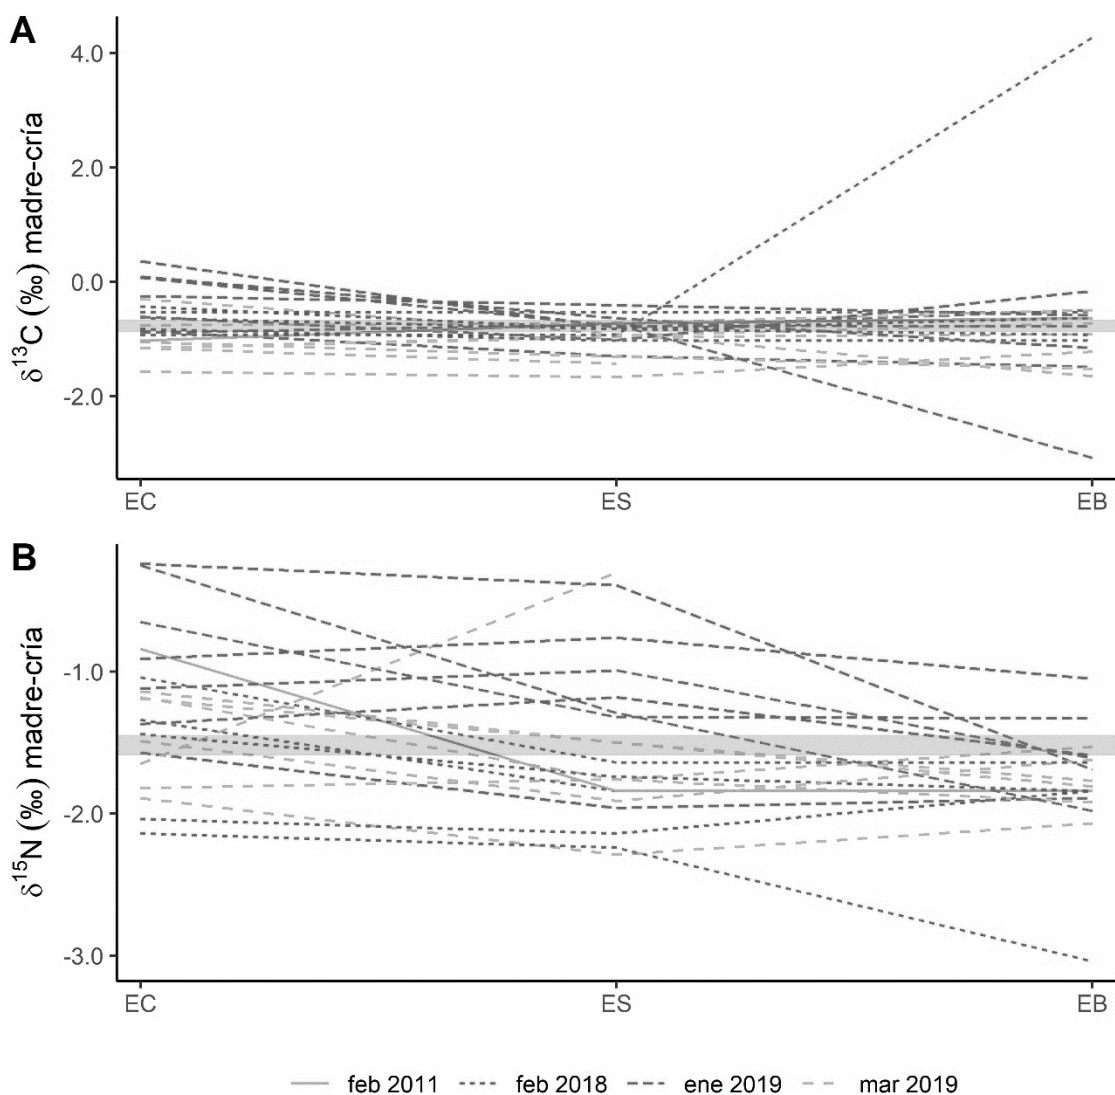 A
δ13C (‰) madre-cría
4.0
2.0
0.0
-2.0
EC ES EB
B
δ15N (‰) madre-cría
-1.0
-2.0
-3.0
EC ES EB
feb 2011 feb 2018 ene 2019 mar 2019